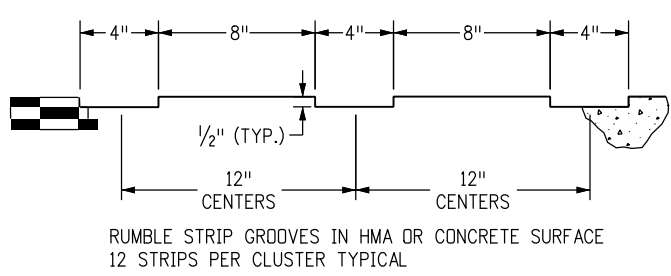 4" 8" 4" 8" 4"
1/2" (TYP.)
12" 12"
CENTERS CENTERS
RUMBLE STRIP GROOVES IN HMA OR CONCRETE SURFACE
12 STRIPS PER CLUSTER TYPICAL